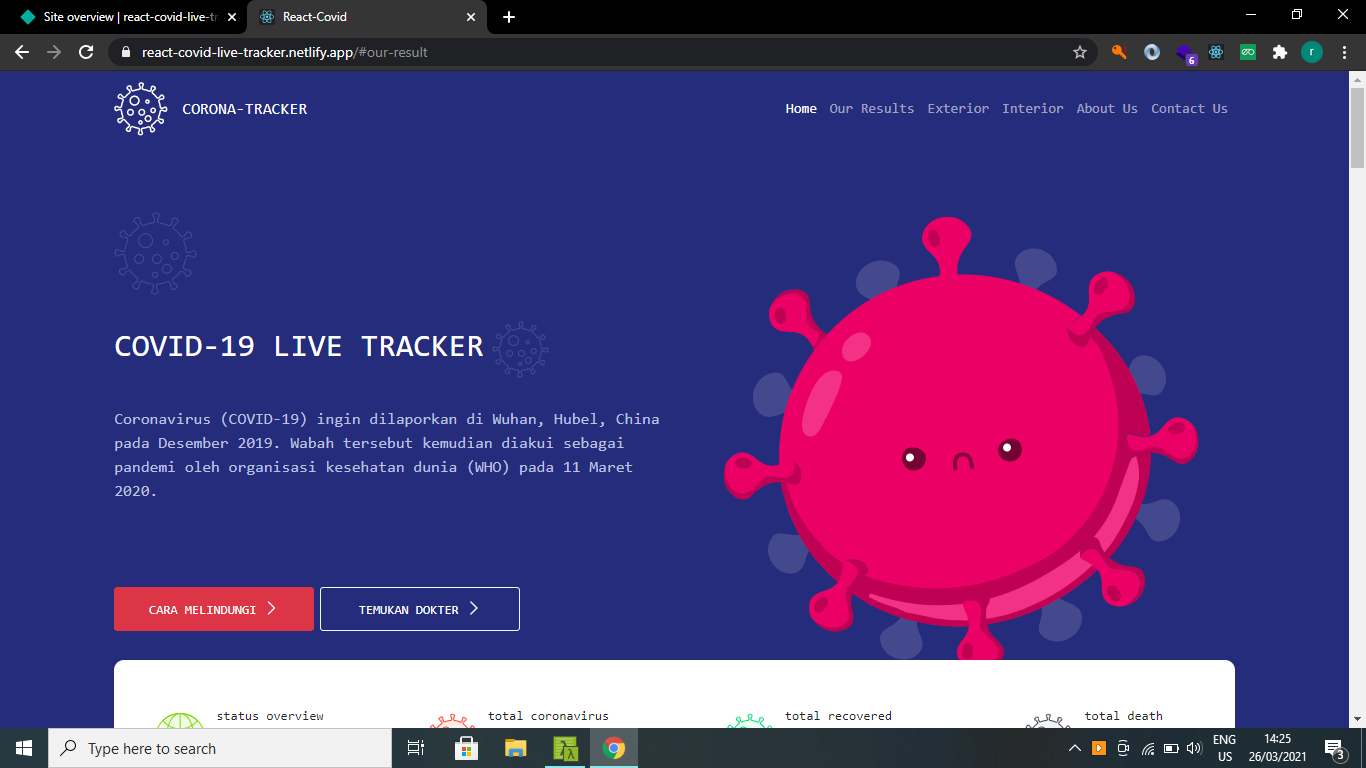 Site overview | react-covid-live-tr
React-Covid
react-covid-live-tracker.netlify.app/#our-result
6
r
CORONA-TRACKER
Home Our Results Exterior Interior About Us Contact Us
COVID-19 LIVE TRACKER
Coronavirus (COVID-19) ingin dilaporkan di Wuhan, Hubel, China
pada Desember 2019. Wabah tersebut kemudian diakui sebagai
pandemi oleh organisasi kesehatan dunia (WHO) pada 11 Maret
2020.
CARA MELINDUNGI
TEMUKAN DOKTER
status overview
total coronavirus
total recovered
total death
Type here to search
ENG
US
14:25
26/03/2021
3